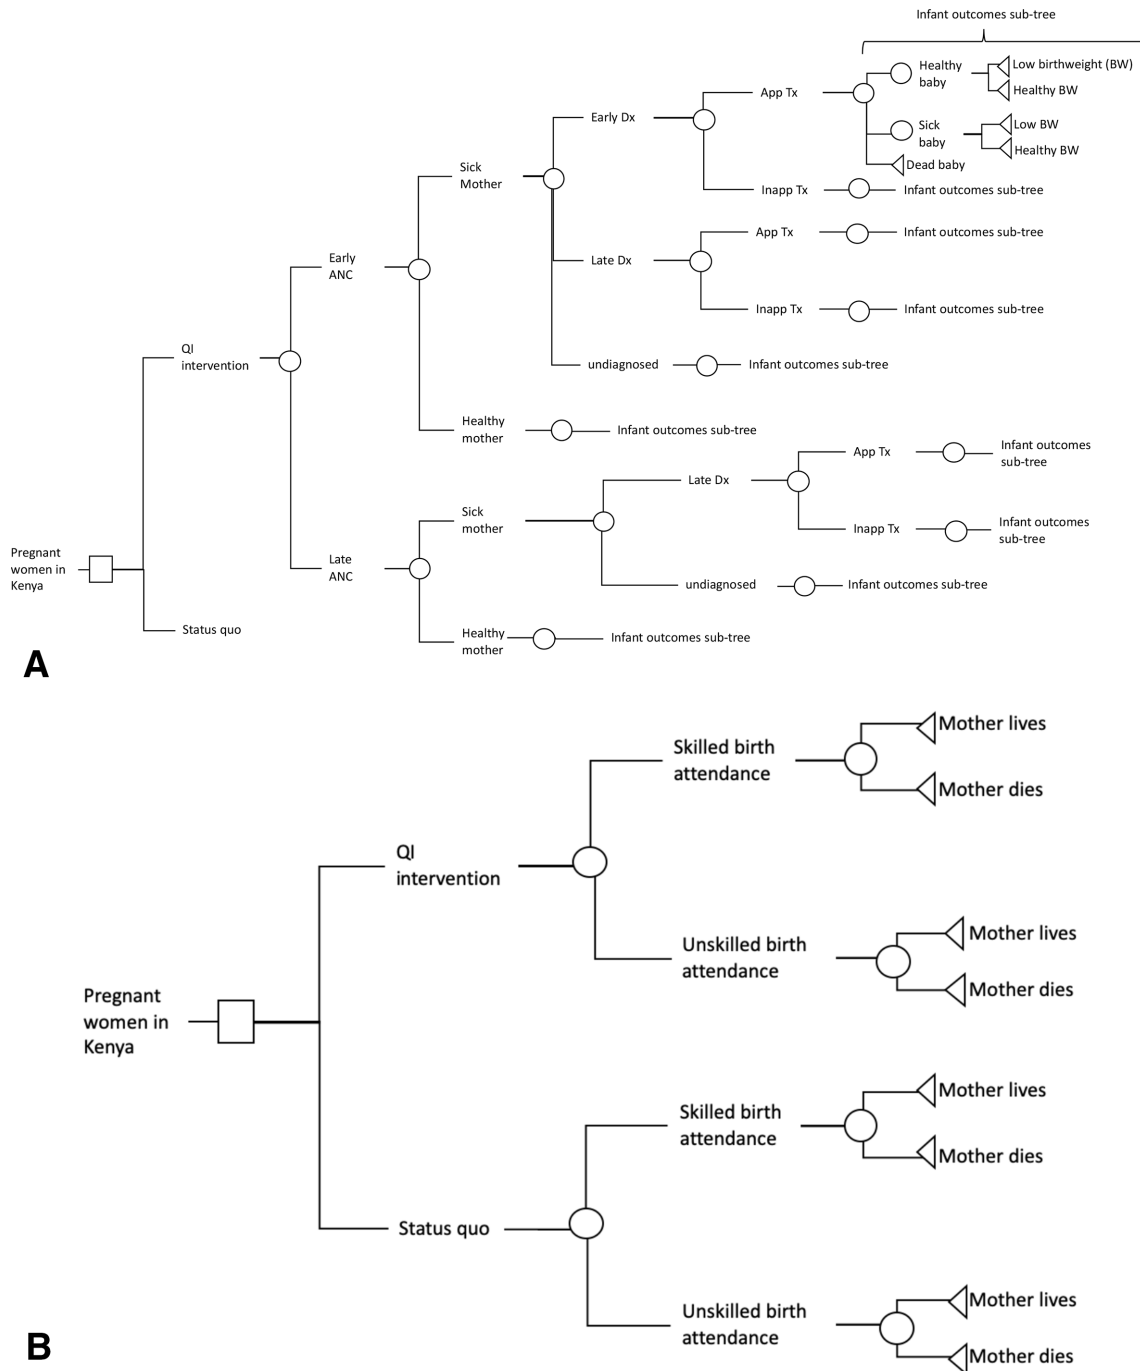 Infant outcomes sub-tree
Healthy
baby
Low birthweight (BW)
Healthy BW
App Tx
Early Dx
Sick
baby
Low BW
Healthy BW
Dead baby
Sick
Mother
Inapp Tx
Infant outcomes sub-tree
App Tx
Infant outcomes sub-tree
Early
ANC
Late Dx
Inapp Tx
Infant outcomes sub-tree
QI
intervention
undiagnosed
Infant outcomes sub-tree
Healthy
mother
Infant outcomes sub-tree
App Tx
Infant outcomes
sub-tree
Late Dx
Sick
mother
Inapp Tx
Infant outcomes
sub-tree
Pregnant
women in
Kenya
Late
ANC
undiagnosed
Infant outcomes sub-tree
Status quo
Healthy
mother
Infant outcomes sub-tree
A
Mother lives
Skilled birth
attendance
Mother dies
QI
intervention
Mother lives
Unskilled birth
attendance
Mother dies
Pregnant
women in
Kenya
Mother lives
Skilled birth
attendance
Mother dies
Status quo
Mother lives
Unskilled birth
attendance
Mother dies
B